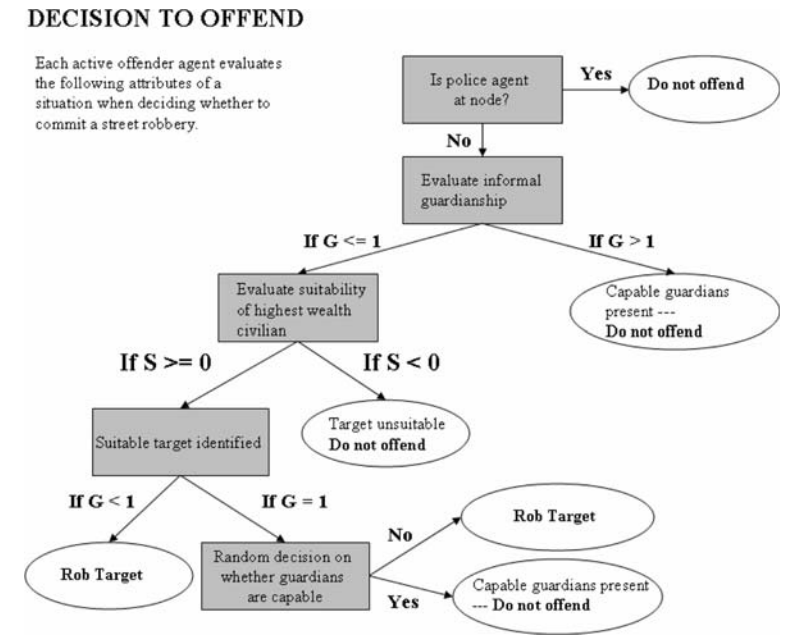 DECISION TO OFFEND
Each active offender agent evaluates
the following attributes of a
situation when deciding whether to
commit a street robbery.
Is police agent
at node?
Yes
Do not offend
No
Evaluate informal
guardianship
If G <= 1
If G > 1
Evaluate suitability
of highest wealth
civilian
Capable guardians
present ---
Do not offend
If S >= 0
If S < 0
Suitable target identified
Target unsuitable
Do not offend
If G < 1
If G = 1
Rob Target
Random decision on
whether guardians
are capable
No
Rob Target
Yes
Capable guardians present
--- Do not offend